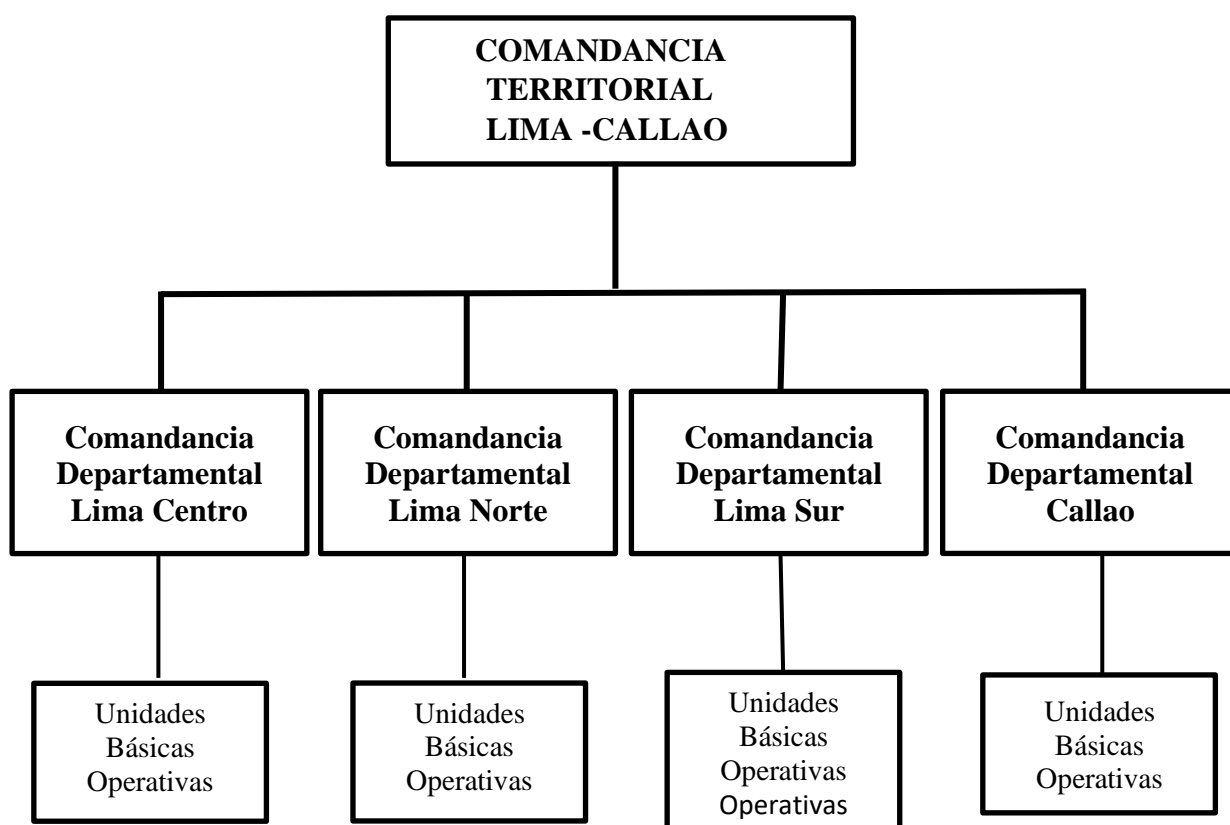 COMANDANCIA
TERRITORIAL
LIMA -CALLAO
Comandancia
Departamental
Lima Centro
Comandancia
Departamental
Lima Norte
Comandancia
Departamental
Lima Sur
Comandancia
Departamental
Callao
Unidades
Básicas
Operativas
Unidades
Básicas
Operativas
Unidades
Básicas
Operativas
Operativas
Unidades
Básicas
Operativas